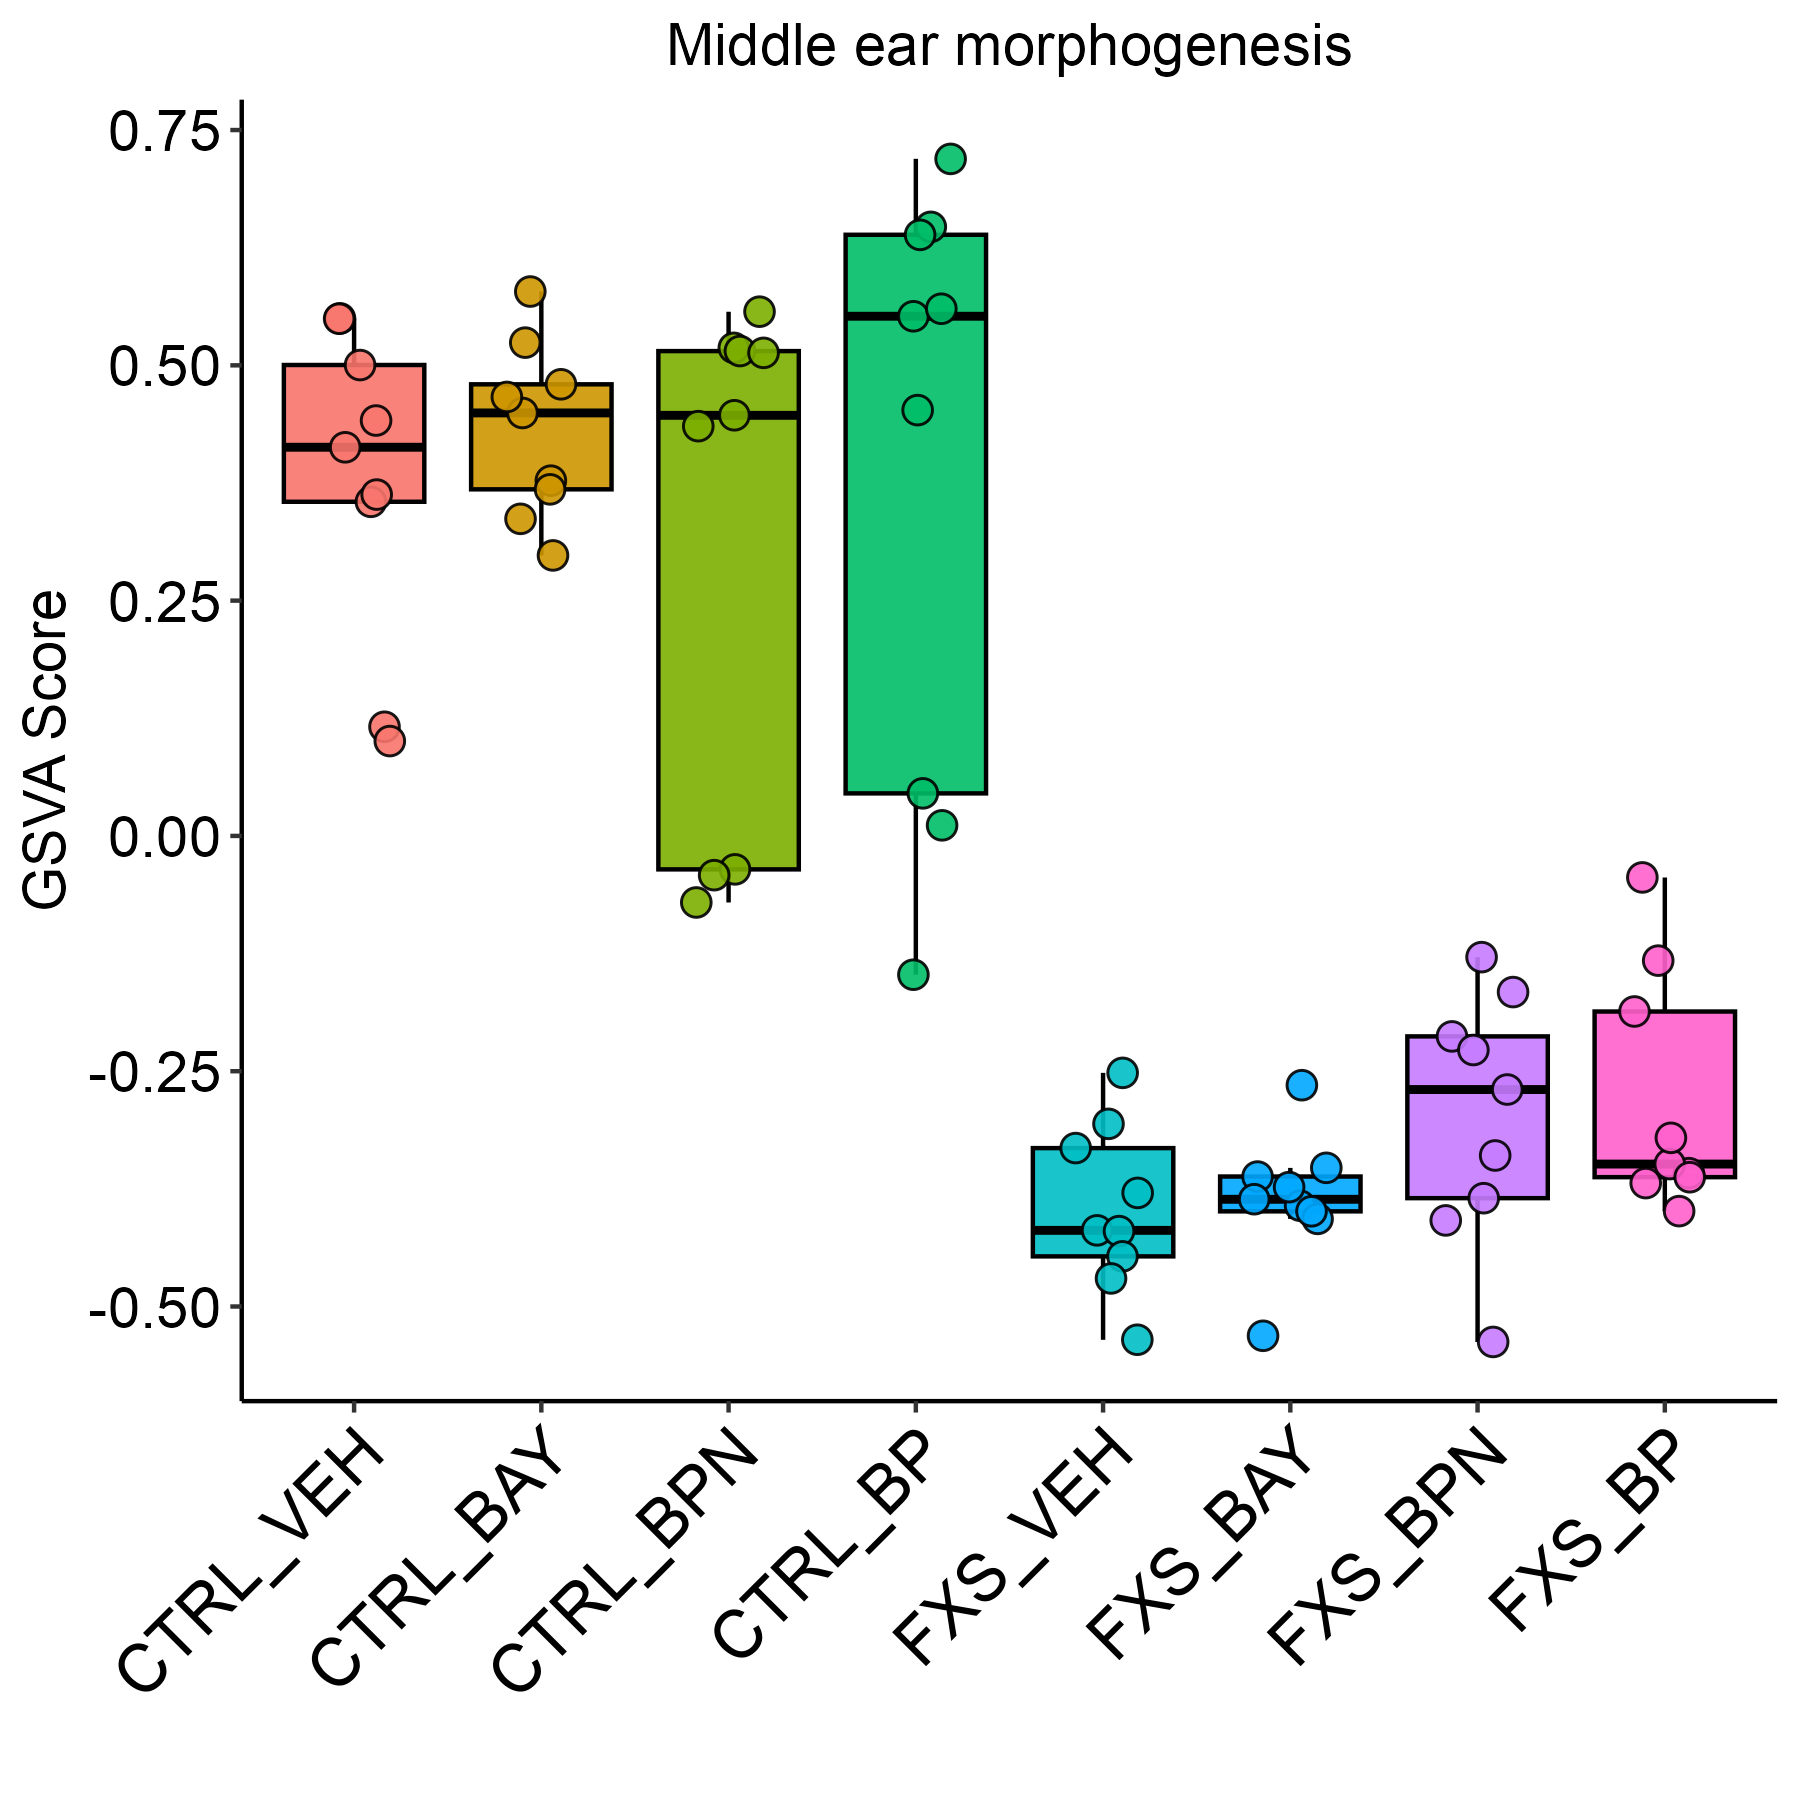 Middle ear morphogenesis
GSVA Score
0.75
0.50
0.25
0.00
-0.25
-0.50
CTRL_VEH
CTRL_BAY
CTRL_BPN
CTRL_BP
FXS_VEH
FXS_BAY
FXS_BPN
FXS_BP